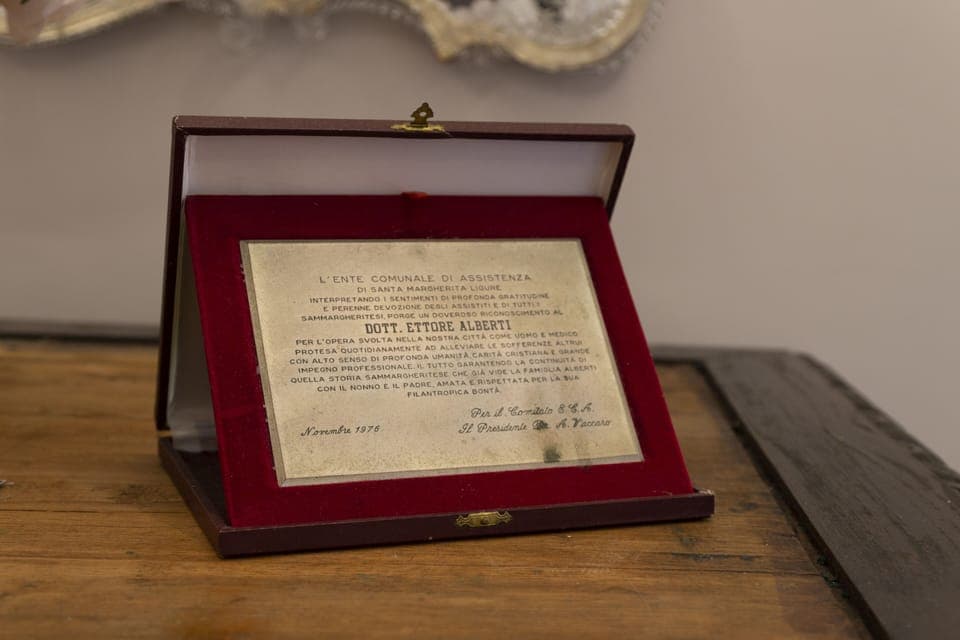 L'ENTE COMUNALE DI ASSISTENZA
DI SANTA MARGHERITA LIGURE
INTERPRETANDO I SENTIMENTI DI PROFONDA GRATITUDINE
E PERENNE DEVOZIONE DEGLI ASSISTITI E DI TUTTI I
SAMMARGHERITESI, PORGE UN DOVEROSO RICONOSCIMENTO AL
DOTT. ETTORE ALBERTI
PER L'OPERA SVOLTA NELLA NOSTRA CITTÀ COME UOMO E MEDICO
PROTESA QUOTIDIANAMENTE AD ALLEVIARE LE SOFFERENZE ALTRUI
CON ALTO SENSO DI PROFONDA UMANITÀ, CARITÀ CRISTIANA E GRANDE
IMPEGNO PROFESSIONALE. IL TUTTO GARANTENDO LA CONTINUITÀ DI
QUELLA STORIA SAMMARGHERITESE CHE GIÀ VIDE LA FAMIGLIA ALBERTI
CON IL NONNO E IL PADRE, AMATA E RISPETTATA PER LA SUA
FILANTROPICA BONTÀ.
Per il Comitato E.C.A.
Novembre 1976 Il Presidente A. Vaccaro